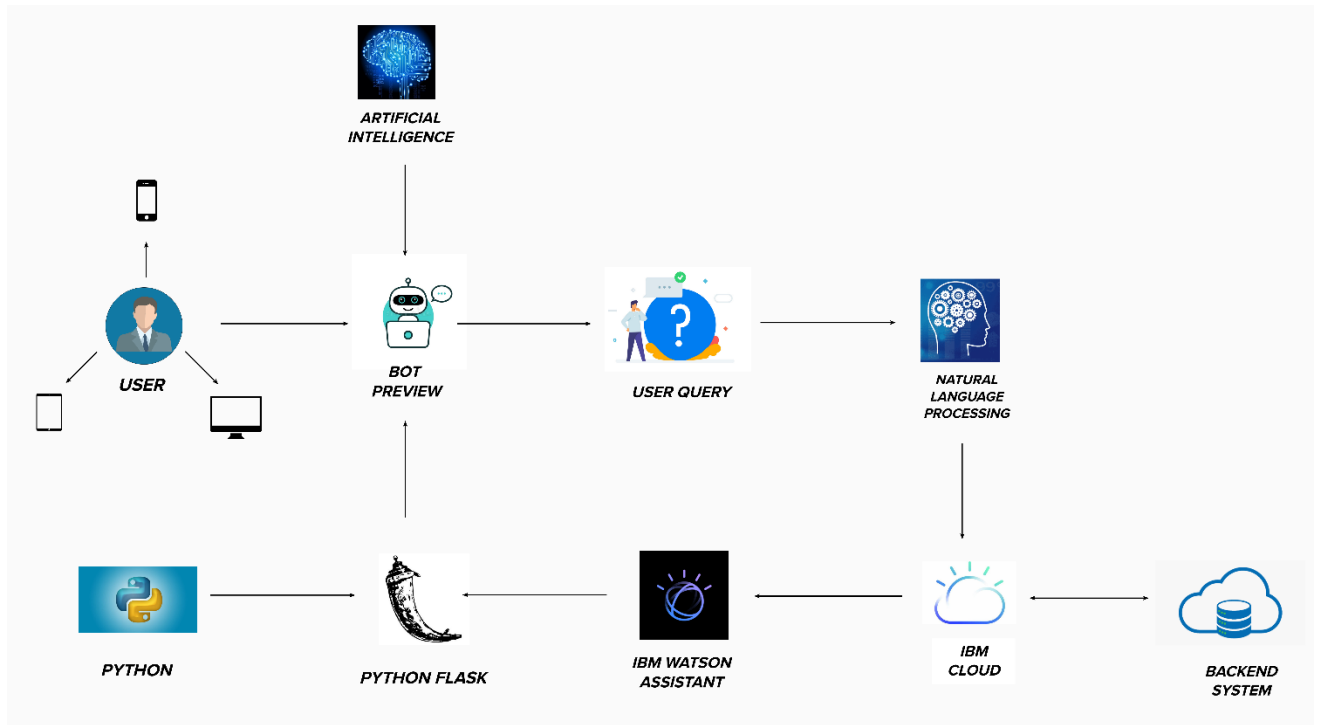 ARTIFICIAL
INTELLIGENCE
USER
BOT
PREVIEW
USER QUERY
NATURAL
LANGUAGE
PROCESSING
PYTHON
PYTHON FLASK
IBM WATSON
ASSISTANT
IBM
CLOUD
BACKEND
SYSTEM